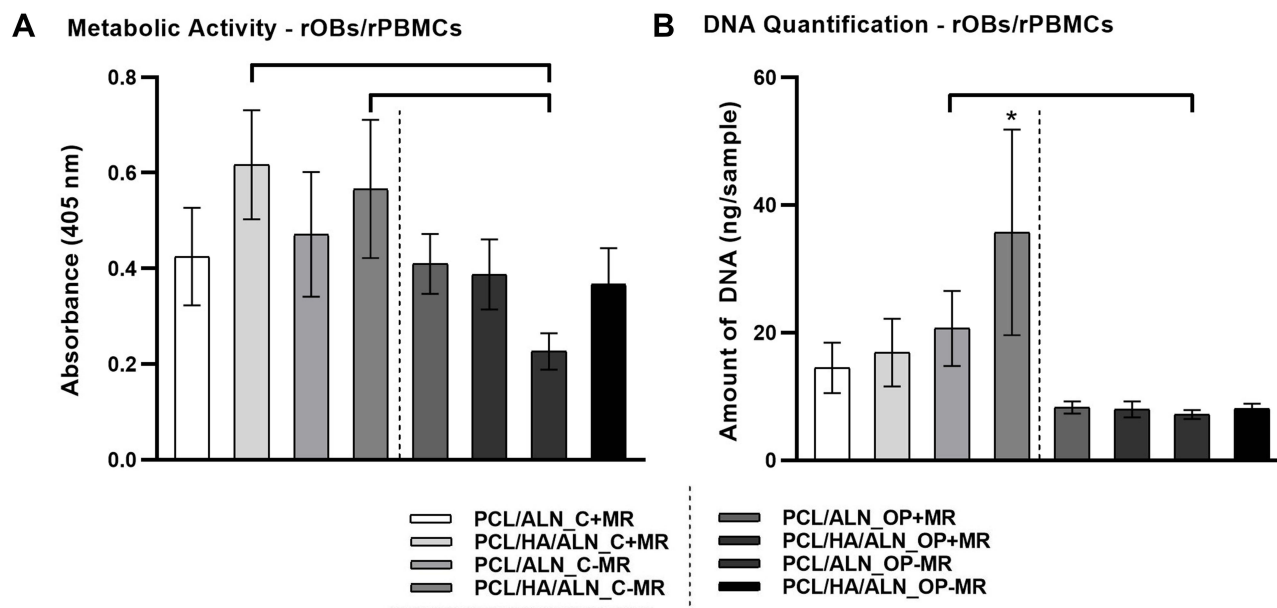 A Metabolic Activity - rOBs/rPBMCs
Absorbance (405 nm)
0.8
0.6
0.4
0.2
0.0
B DNA Quantification - rOBs/rPBMCs
Amount of DNA (ng/sample)
60
40
20
0
*
PCL/ALN_C+MR
PCL/HA/ALN_C+MR
PCL/ALN_C-MR
PCL/HA/ALN_C-MR
PCL/ALN_OP+MR
PCL/HA/ALN_OP+MR
PCL/ALN_OP-MR
PCL/HA/ALN_OP-MR